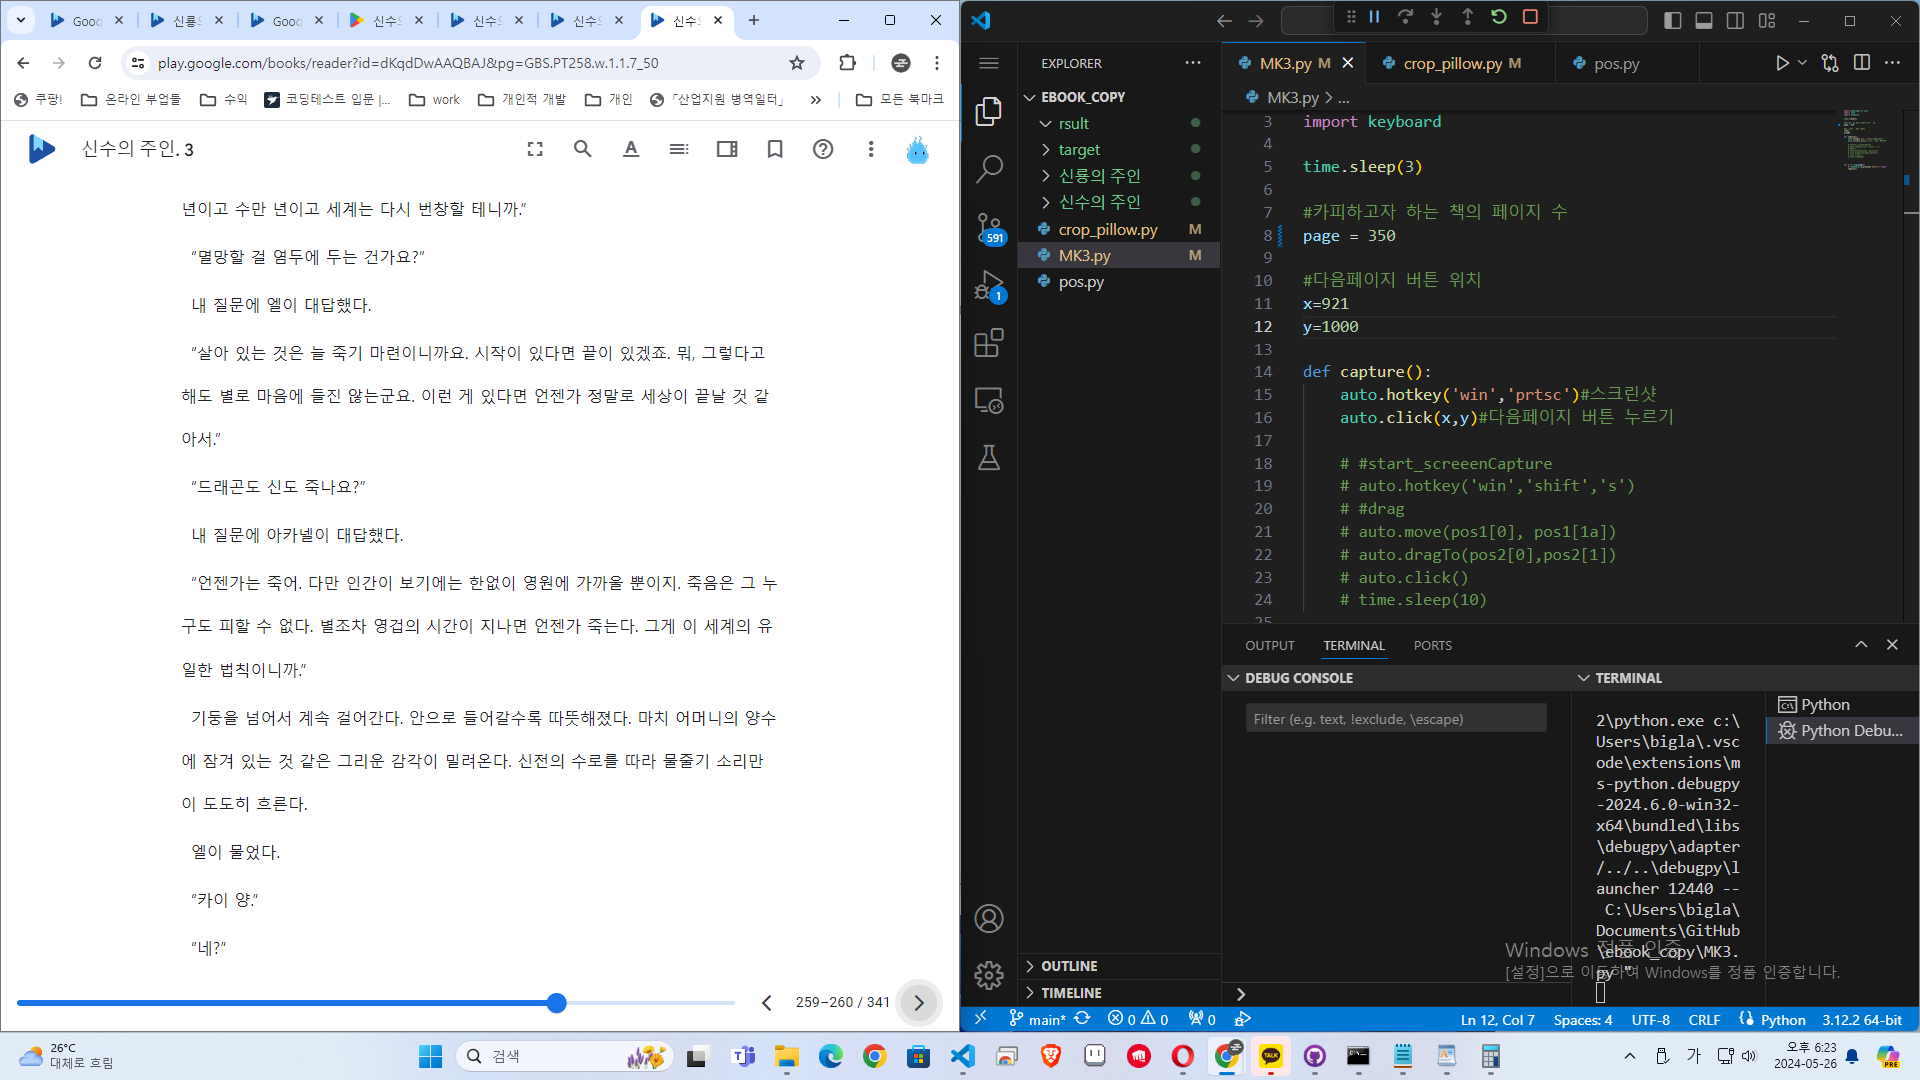 Goog
신룡으
Goog
신수으
신수으
신수으
신수으
play.google.com/books/reader?id=dKqdDwAAQBAJ&pg=GBS.PT258.w.1.1.7_50
쿠팡!
온라인 부업들
수익
코딩테스트 입문 |...
work
개인적 개발
개인
「산업지원 병역일터」
»
모든 북마크
신수의 주인. 3
년이고 수만 년이고 세계는 다시 번창할 테니까.”
“멸망할 걸 염두에 두는 건가요?”
내 질문에 엘이 대답했다.
“살아 있는 것은 늘 죽기 마련이니까요. 시작이 있다면 끝이 있겠죠. 뭐, 그렇다고
해도 별로 마음에 들진 않는군요. 이런 게 있다면 언젠가 정말로 세상이 끝날 것 같
아서.”
“드래곤도 신도 죽나요?”
내 질문에 아카넬이 대답했다.
“언젠가는 죽어. 다만 인간이 보기에는 한없이 영원에 가까울 뿐이지. 죽음은 그 누
구도 피할 수 없다. 별조차 영겁의 시간이 지나면 언젠가 죽는다. 그게 이 세계의 유
일한 법칙이니까.”
기둥을 넘어서 계속 걸어간다. 안으로 들어갈수록 따뜻해졌다. 마치 어머니의 양수
에 잠겨 있는 것 같은 그리운 감각이 밀려온다. 신전의 수로를 따라 물줄기 소리만
이 도도히 흐른다.
엘이 물었다.
“카이 양.”
“네?”
259–260 / 341
EXPLORER
EBOOK_COPY
rsult
target
신룡의 주인
신수의 주인
crop_pillow.py M
MK3.py M
pos.py
591
1
OUTLINE
TIMELINE
MK3.py M
crop_pillow.py M
pos.py
MK3.py > ...
3 import keyboard
4
5 time.sleep(3)
6
7 #카피하고자 하는 책의 페이지 수
8 page = 350
9
10 #다음페이지 버튼 위치
11 x=921
12 y=1000
13
14 def capture():
15 auto.hotkey('win','prtsc')#스크린샷
16 auto.click(x,y)#다음페이지 버튼 누르기
17
18 # #start_screeenCapture
19 # auto.hotkey('win','shift','s')
20 # #drag
21 # auto.move(pos1[0], pos1[1a])
22 # auto.dragTo(pos2[0],pos2[1])
23 # auto.click()
24 # time.sleep(10)
25
OUTPUT
TERMINAL
PORTS
DEBUG CONSOLE
Filter (e.g. text, !exclude, \escape)
TERMINAL
2\python.exe c:\
Users\bigla\.vsc
ode\extensions\m
s-python.debugpy
-2024.6.0-win32-
x64\bundled\libs
\debugpy\adapter
/../..\debugpy\l
auncher 12440 --
C:\Users\bigla\
Documents\GitHub
\ebook_copy\MK3.
py "
Python
Python Debu...
Windows 정품 인증
[설정]으로 이동하여 Windows를 정품 인증합니다.
main*
0
0
0
Ln 12, Col 7
Spaces: 4
UTF-8
CRLF
Python
3.12.2 64-bit
26°C
대체로 흐림
검색
TALK
가
오후 6:23
2024-05-26
PRE